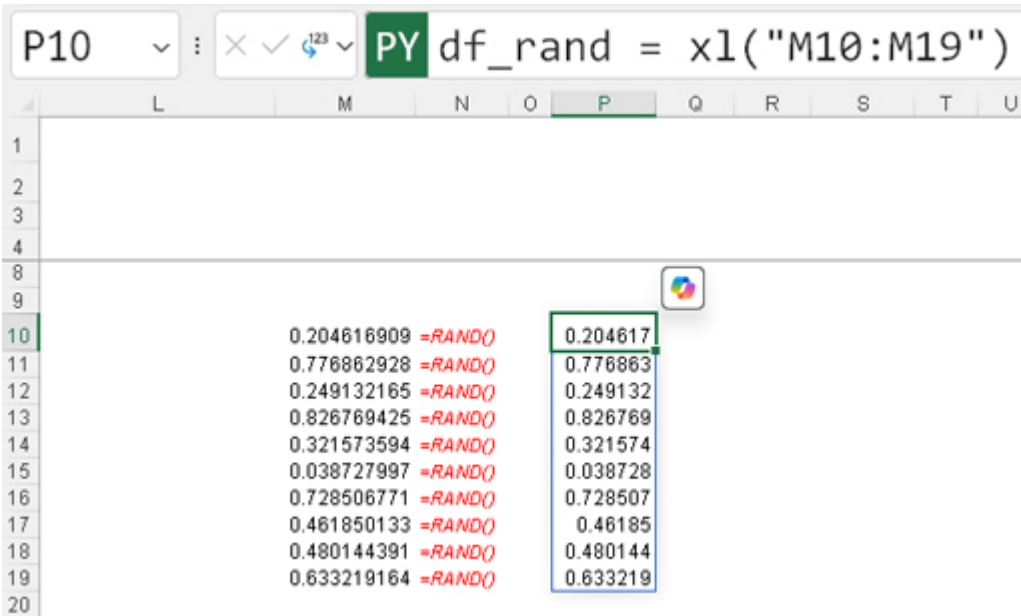 P10 123 PY df_rand = xl("M10:M19")
L M N O P Q R S T U
1
2
3
4
8
9
10 0.204616909 =RAND() 0.204617
11 0.776862928 =RAND() 0.776863
12 0.249132165 =RAND() 0.249132
13 0.826769425 =RAND() 0.826769
14 0.321573594 =RAND() 0.321574
15 0.038727997 =RAND() 0.038728
16 0.728506771 =RAND() 0.728507
17 0.461850133 =RAND() 0.46185
18 0.480144391 =RAND() 0.480144
19 0.633219164 =RAND() 0.633219
20